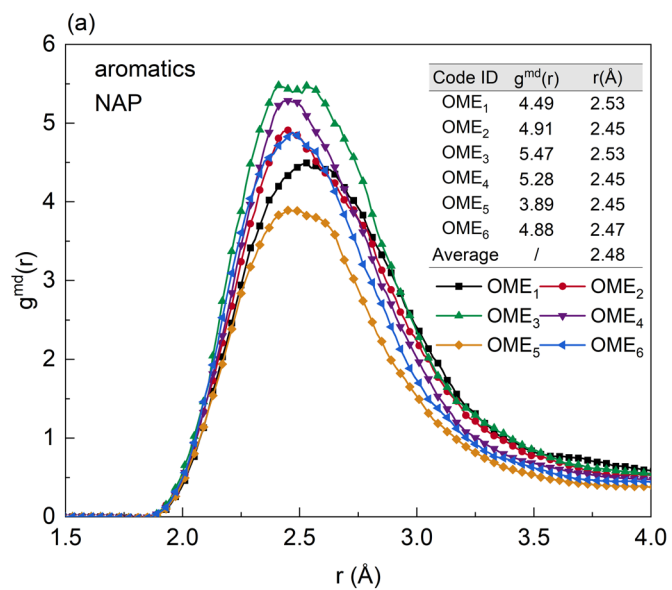 (a)
aromatics
NAP
Code ID gᵐᵈ(r) r(Å)
OME₁ 4.49 2.53
OME₂ 4.91 2.45
OME₃ 5.47 2.53
OME₄ 5.28 2.45
OME₅ 3.89 2.45
OME₆ 4.88 2.47
Average / 2.48
OME₁ OME₂
OME₃ OME₄
OME₅ OME₆
gᵐᵈ(r)
6
5
4
3
2
1
0
1.5 2.0 2.5 3.0 3.5 4.0
r (Å)